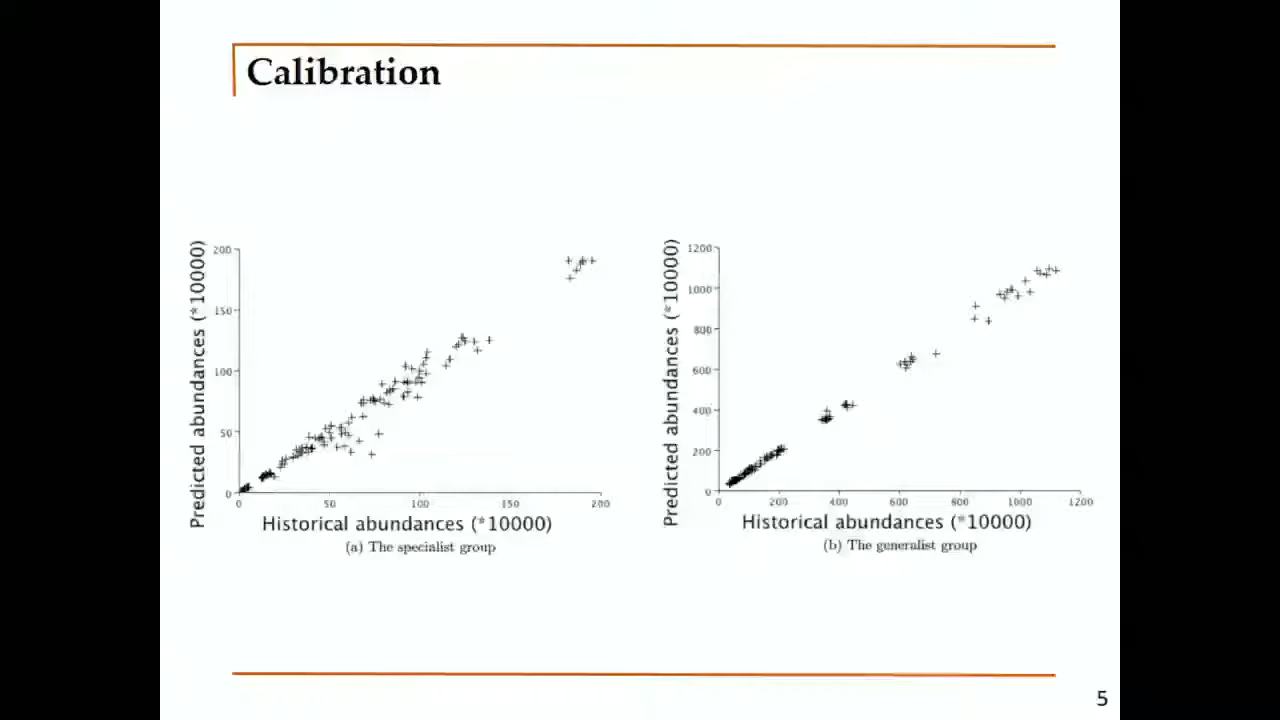 Calibration
Predicted abundances (*10000)
200
150
100
50
0
0 50 100 150 200
Historical abundances (*10000)
(a) The specialist group
Predicted abundances (*10000)
1200
1000
800
600
400
200
0
0 200 400 600 800 1000 1200
Historical abundances (*10000)
(b) The generalist group
5